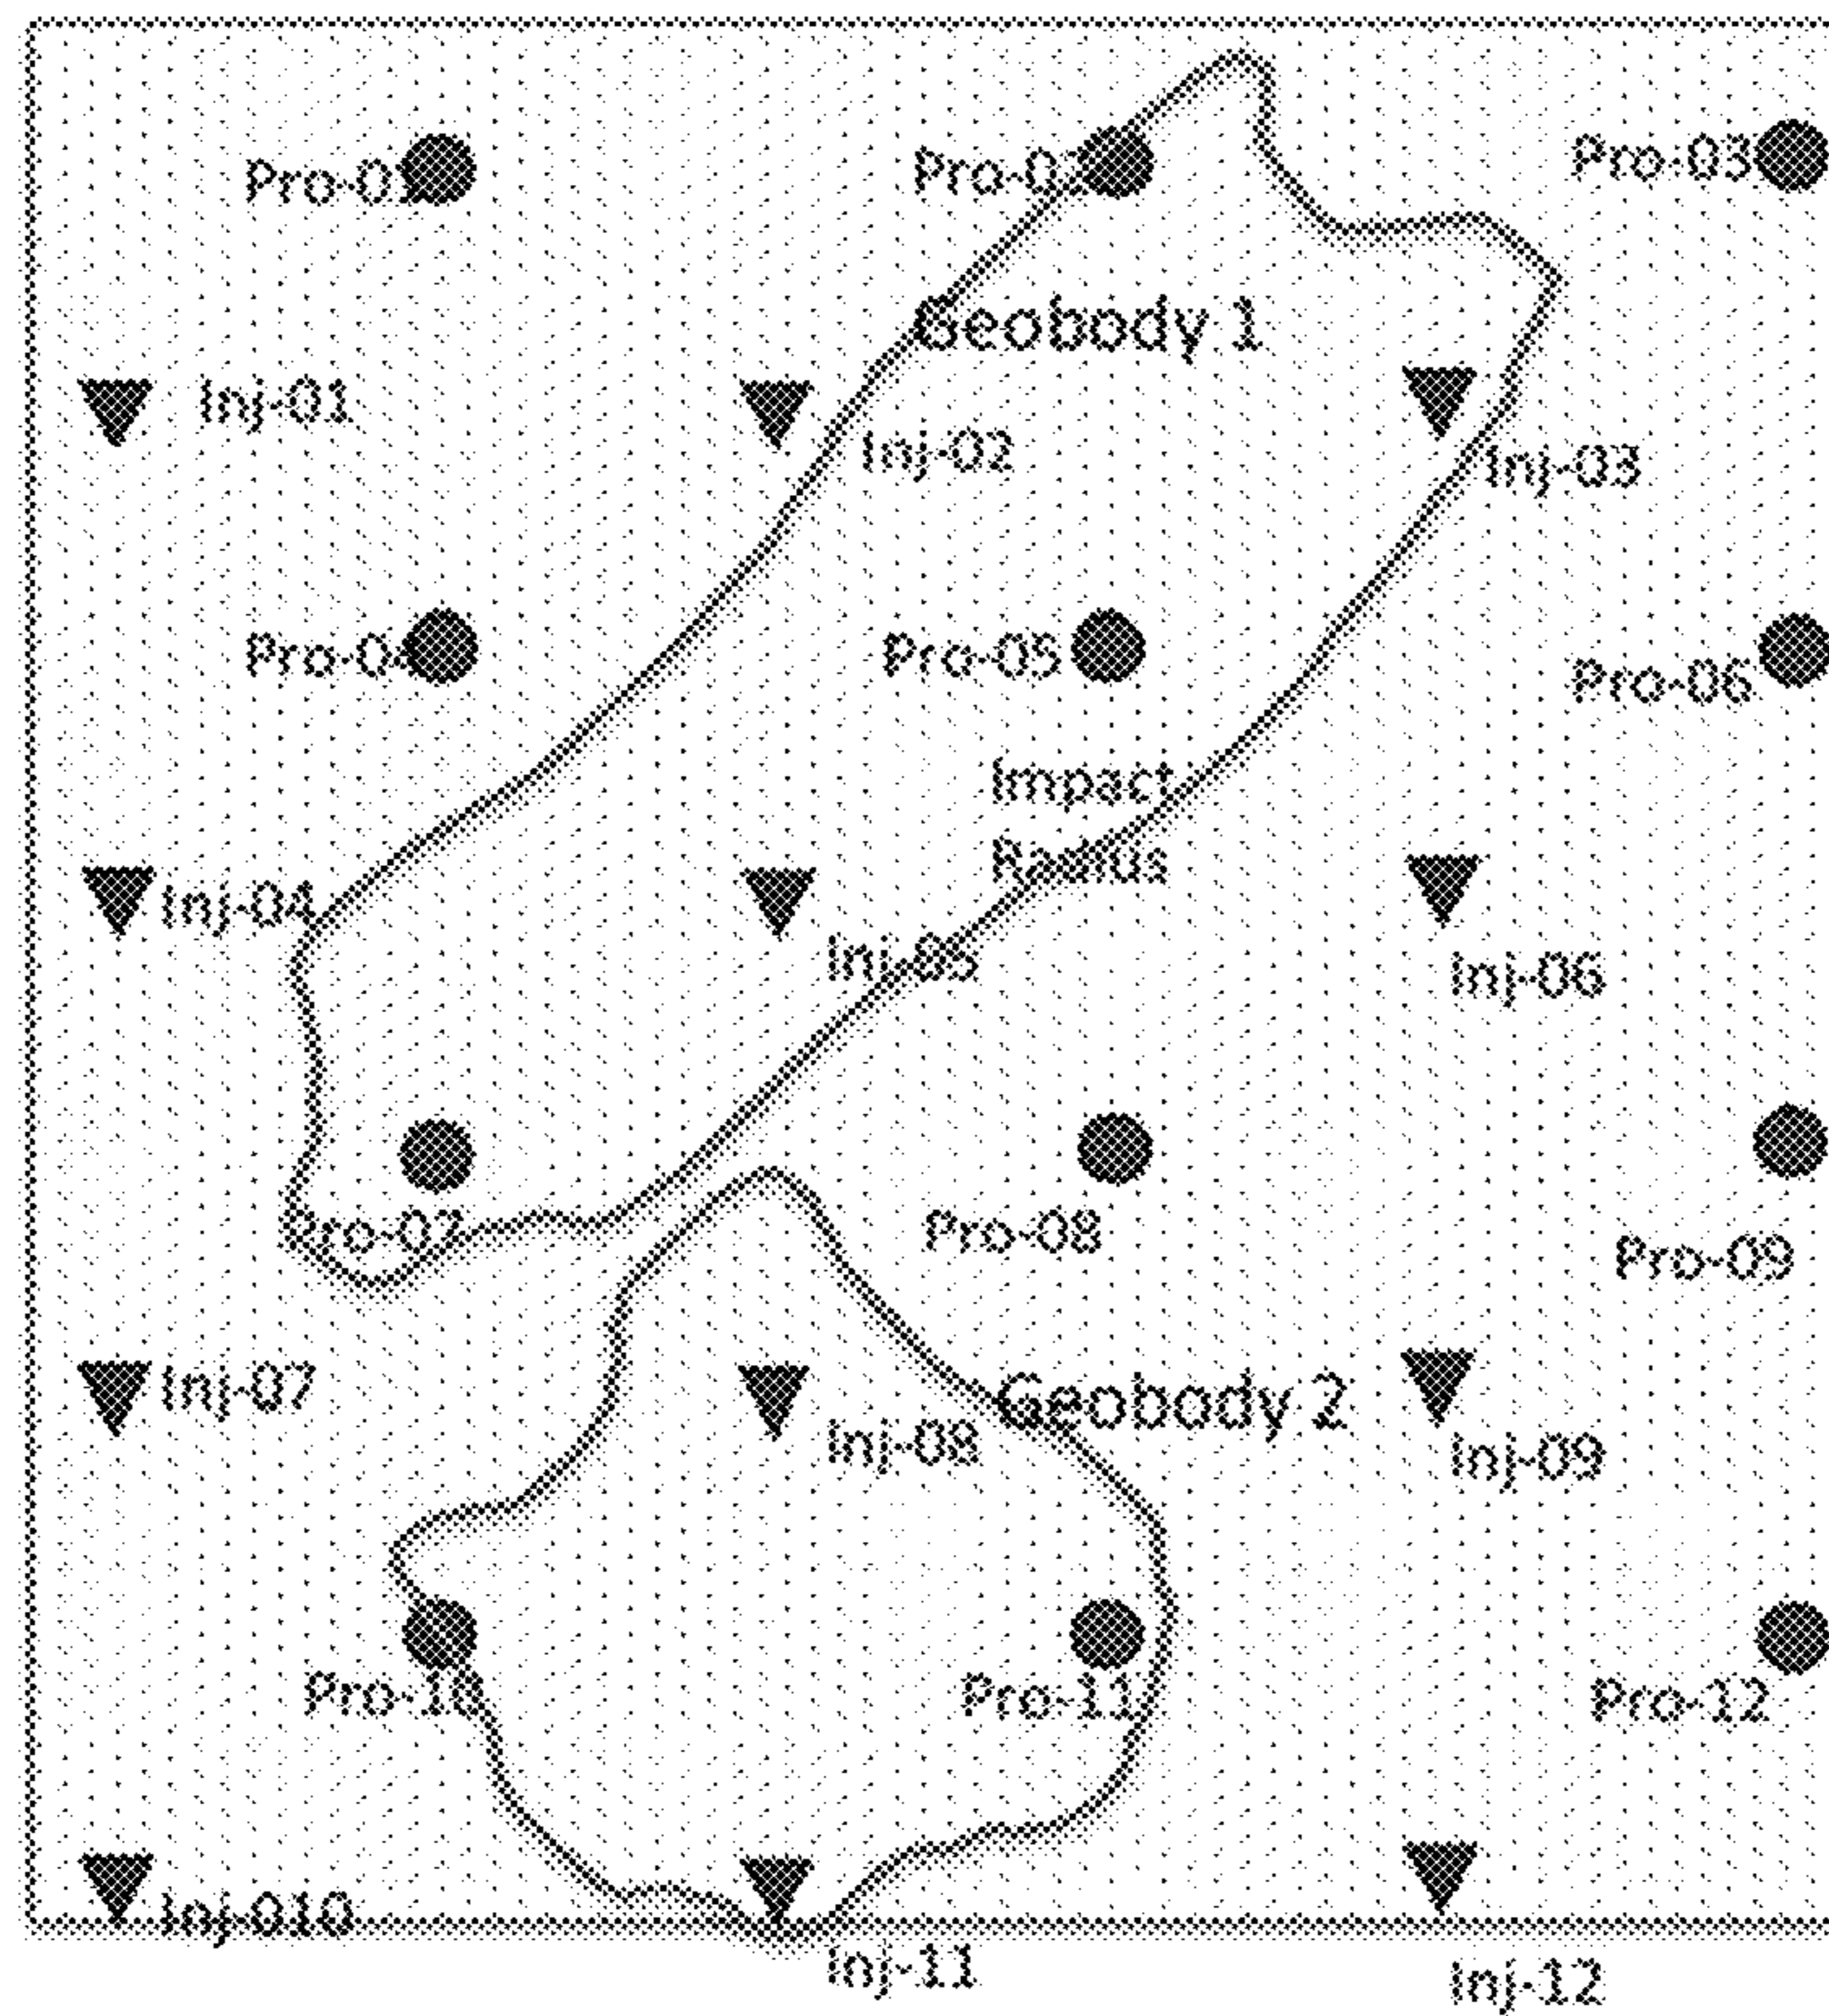 Pro-01
Pro-02
Pro-03
Geobody 1
Inj-01
Inj-02
Inj-03
Pro-04
Pro-05
Pro-06
Impact
Radius
Inj-04
Inj-05
Inj-06
Pro-07
Pro-08
Pro-09
Inj-07
Geobody 2
Inj-08
Inj-09
Pro-10
Pro-11
Pro-12
Inj-010
Inj-11
Inj-12